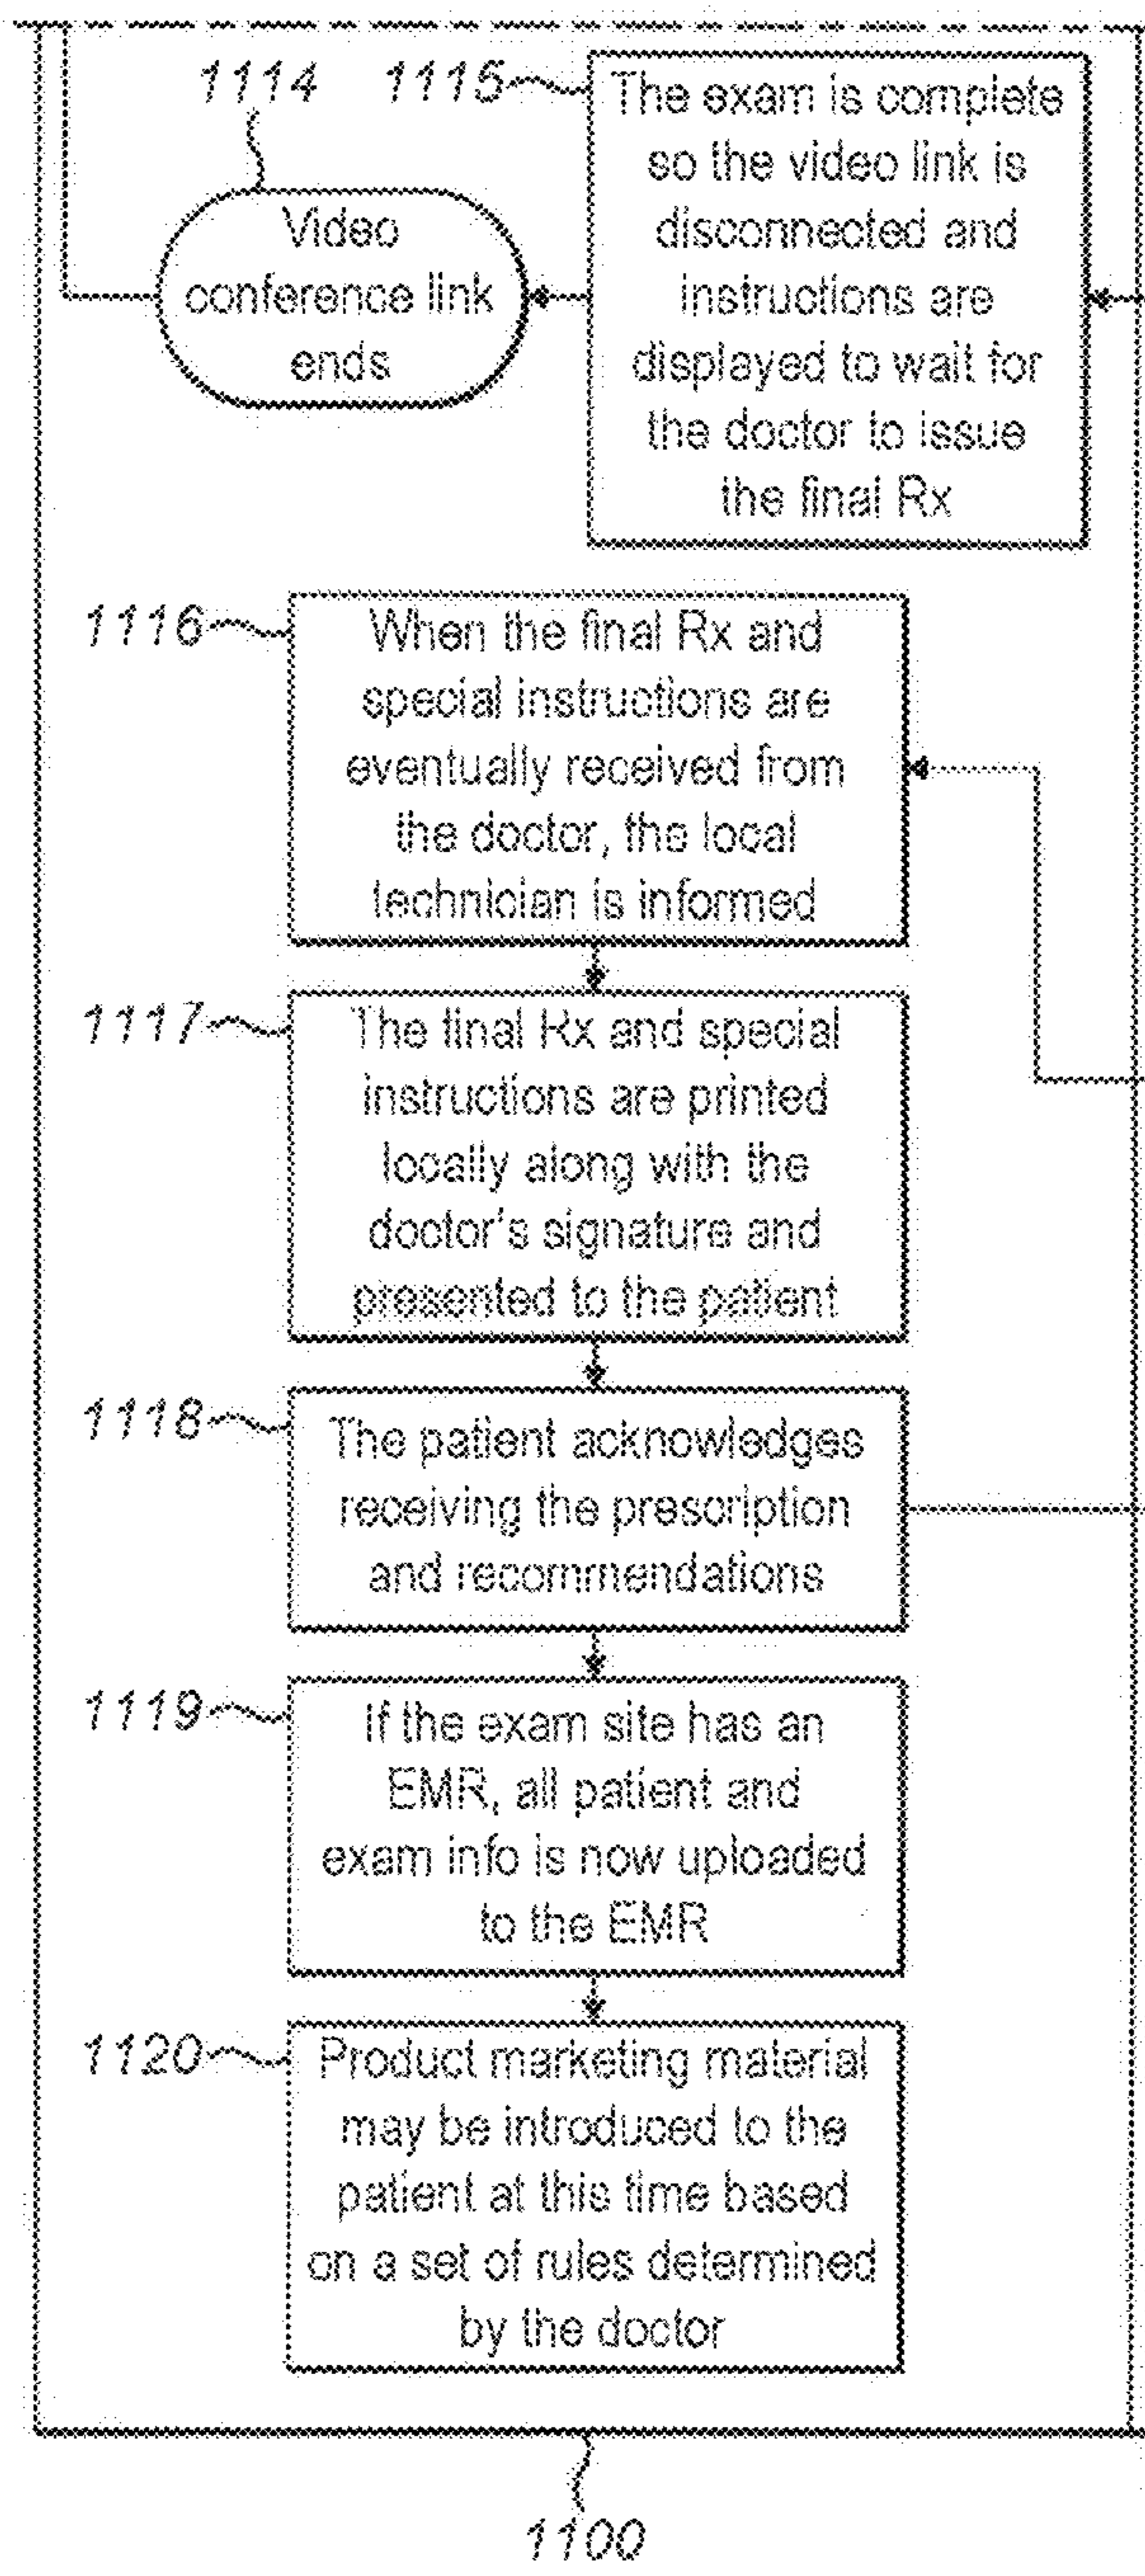 1114
1115
The exam is complete
so the video link is
disconnected and
instructions are
displayed to wait for
the doctor to issue
the final Rx
Video
conference link
ends
1116
When the final Rx and
special instructions are
eventually received from
the doctor, the local
technician is informed
1117
The final Rx and special
instructions are printed
locally along with the
doctor's signature and
presented to the patient
1118
The patient acknowledges
receiving the prescription
and recommendations
1119
If the exam site has an
EMR, all patient and
exam info is now uploaded
to the EMR
1120
Product marketing material
may be introduced to the
patient at this time based
on a set of rules determined
by the doctor
1100